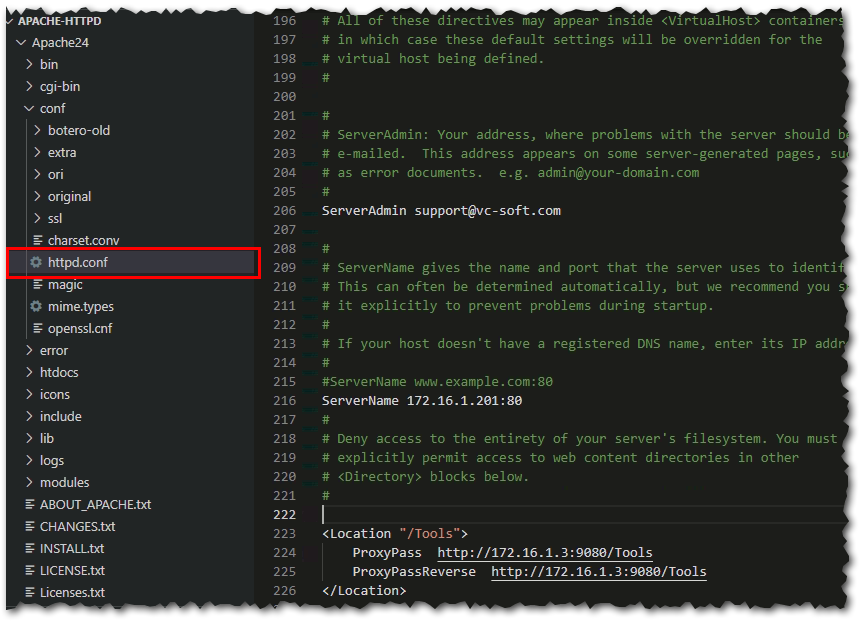 APACHE-HTTPD
Apache24
bin
cgi-bin
conf
botero-old
extra
ori
original
ssl
charset.conv
httpd.conf
magic
mime.types
openssl.cnf
error
htdocs
icons
include
lib
logs
modules
ABOUT_APACHE.txt
CHANGES.txt
INSTALL.txt
LICENSE.txt
Licenses.txt
196 # All of these directives may appear inside <VirtualHost> containers
197 # in which case these default settings will be overridden for the
198 # virtual host being defined.
199 #
200
201 #
202 # ServerAdmin: Your address, where problems with the server should be
203 # e-mailed.  This address appears on some server-generated pages,
204 # as error documents.  e.g. admin@your-domain.com
205 #
206 ServerAdmin support@vc-soft.com
207
208 #
209 # ServerName gives the name and port that the server uses to
210 # This can often be determined automatically, but we recommend you
211 # it explicitly to prevent problems during startup.
212 #
213 # If your host doesn't have a registered DNS name, enter its IP
214 #
215 #ServerName www.example.com:80
216 ServerName 172.16.1.201:80
217 #
218 # Deny access to the entirety of your server's filesystem. You must
219 # explicitly permit access to web content directories in other
220 # <Directory> blocks below.
221 #
222
223 <Location "/Tools">
224 ProxyPass  http://172.16.1.3:9080/Tools
225 ProxyPassReverse  http://172.16.1.3:9080/Tools
226 </Location>